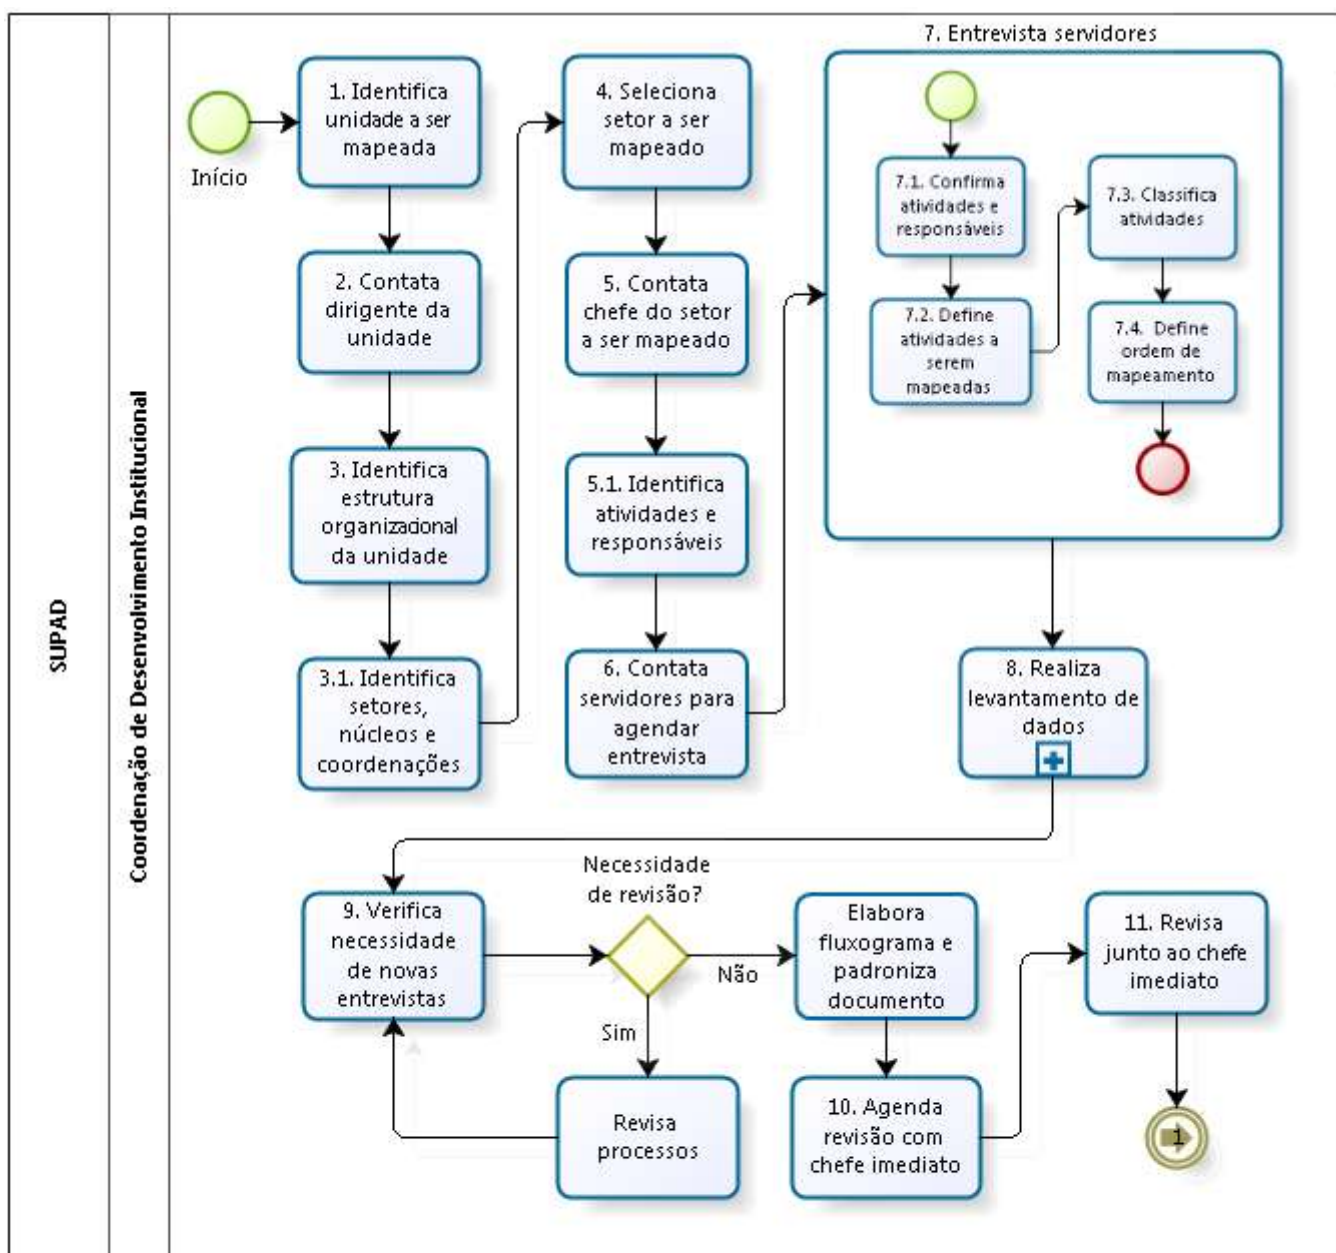 SUPAD
Coordenação de Desenvolvimento Institucional
Início
1. Identifica
unidade a ser
mapeada
2. Contata
dirigente da
unidade
3. Identifica
estrutura
organizacional
da unidade
3.1. Identifica
setores,
núcleos e
coordenações
4. Seleciona
setor a ser
mapeado
5. Contata
chefe do setor
a ser mapeado
5.1. Identifica
atividades e
responsáveis
6. Contata
servidores para
agendar
entrevista
7. Entrevista servidores
7.1. Confirma
atividades e
responsáveis
7.2. Define
atividades a
serem
mapeadas
7.3. Classifica
atividades
7.4. Define
ordem de
mapeamento
8. Realiza
levantamento de
dados
9. Verifica
necessidade
de novas
entrevistas
Necessidade
de revisão?
Sim
Revisa
processos
Não
Elabora
fluxograma e
padroniza
documento
10. Agenda
revisão com
chefe imediato
11. Revisa
junto ao chefe
imediato
1